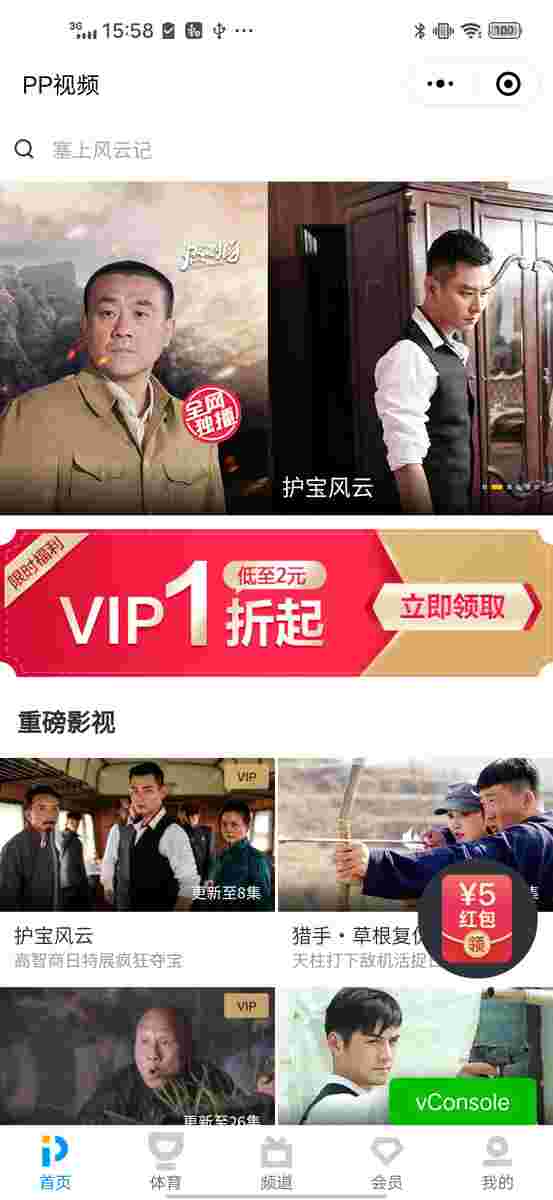 3G 15:58 100
PP视频
塞上风云记
全网
独播
护宝风云
限时福利
VIP1折起
低至2元
立即领取
重磅影视
VIP
更新至8集
集
护宝风云
猎手·草根复仇
高智商日特展疯狂夺宝
天柱打下敌机活捉日
¥5
红包
领
VIP
更新至26集
vConsole
首页 体育 频道 会员 我的